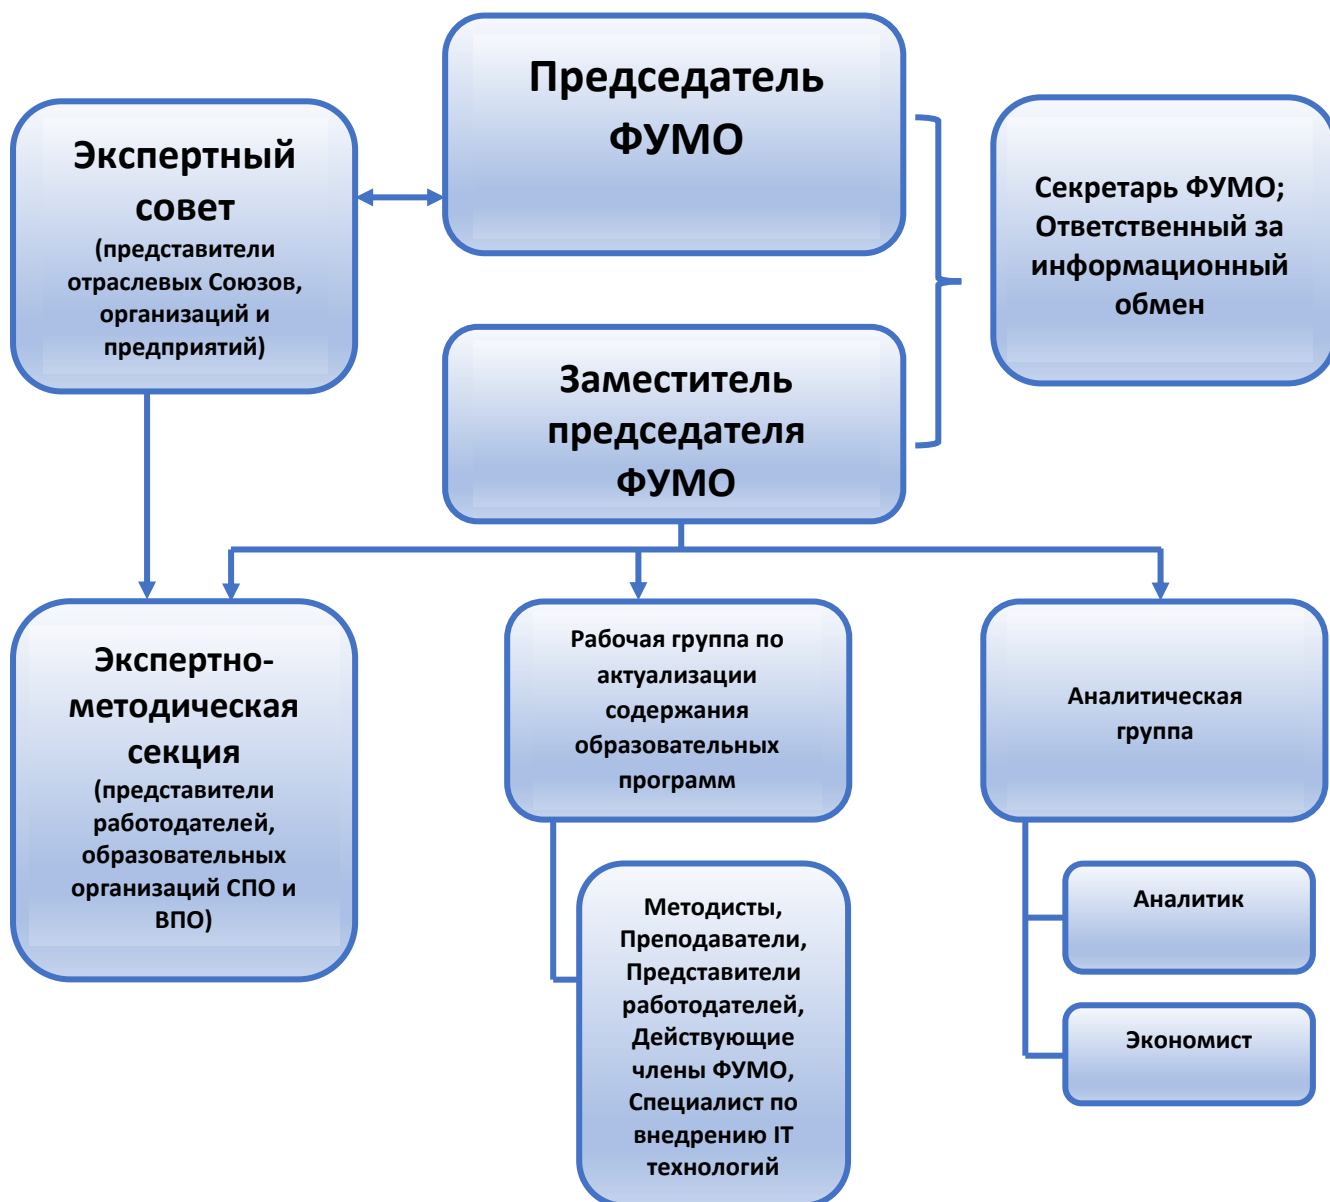 Председатель
ФУМО
Экспертный
совет
(представители
отраслевых Союзов,
организаций и
предприятий)
Секретарь ФУМО;
Ответственный за
информационный
обмен
Заместитель
председателя
ФУМО
Экспертно-
методическая
секция
(представители
работодателей,
образовательных
организаций СПО и
ВПО)
Рабочая группа по
актуализации
содержания
образовательных
программ
Аналитическая
группа
Методисты,
Преподаватели,
Представители
работодателей,
Действующие
члены ФУМО,
Специалист по
внедрению IT
технологий
Аналитик
Экономист